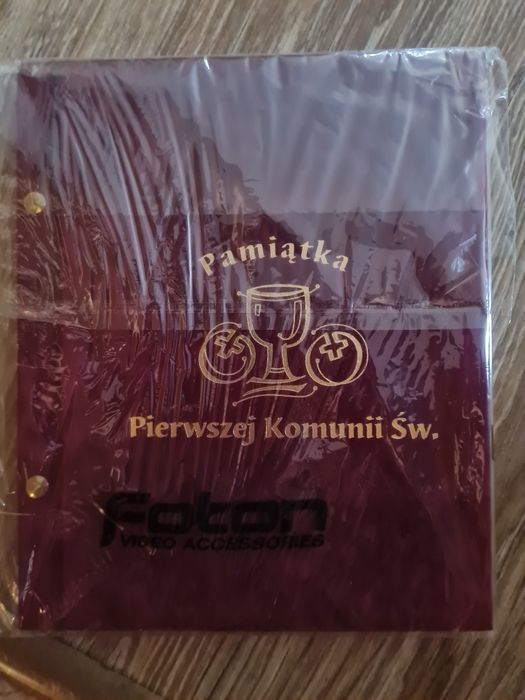 Pamiątka
Pierwszej Komunii Św.
foton
VIDEO ACCESSORIES